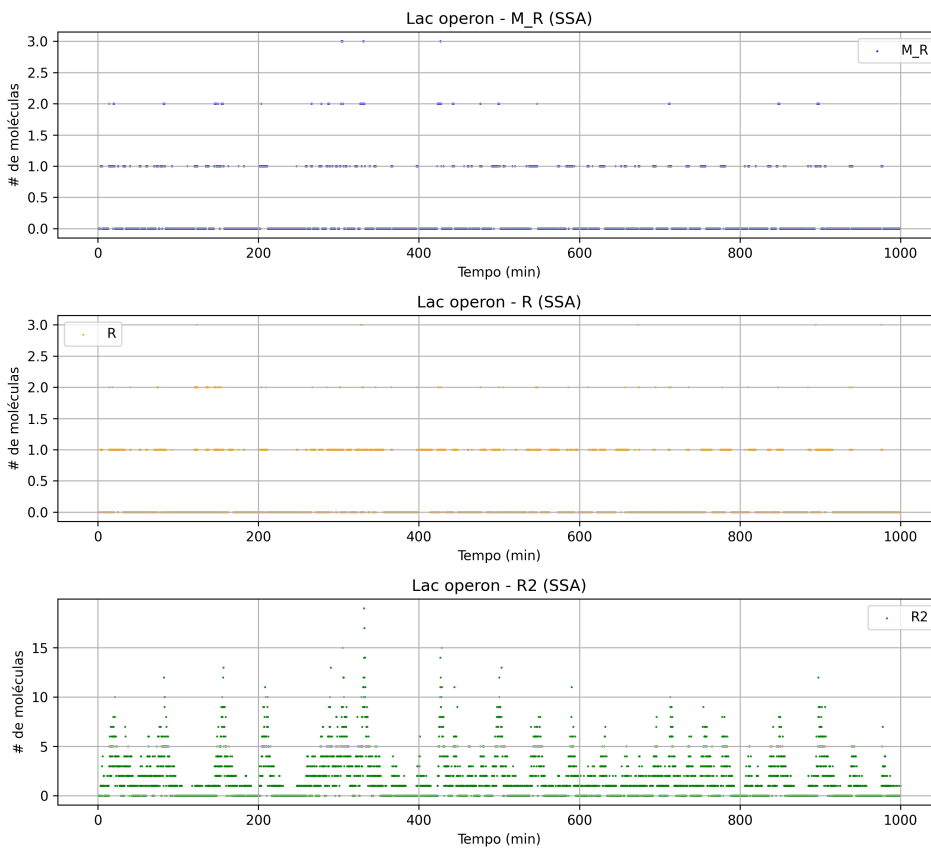 Lac operon - M_R (SSA)
3.0
2.5
2.0
1.5
1.0
0.5
0.0
# de moléculas
M_R
0 200 400 600 800 1000
Tempo (min)
Lac operon - R (SSA)
3.0
2.5
2.0
1.5
1.0
0.5
0.0
# de moléculas
R
0 200 400 600 800 1000
Tempo (min)
Lac operon - R2 (SSA)
15
10
5
0
# de moléculas
R2
0 200 400 600 800 1000
Tempo (min)